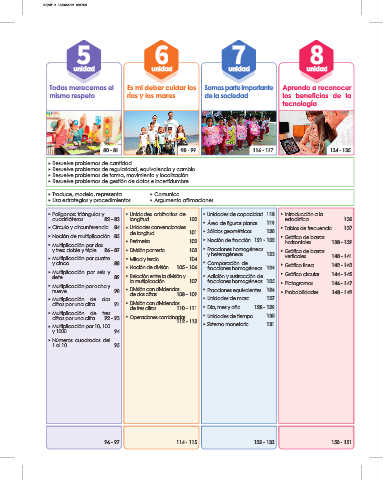 5
unidad
Todos merecemos el
mismo respeto
80 - 81
6
unidad
Es mi deber cuidar los
ríos y los mares
98 - 99
7
unidad
Somos parte importante
de la sociedad
116 - 117
8
unidad
Aprendo a reconocer
los beneficios de la
tecnología
134 - 135
• Resuelve problemas de cantidad
• Resuelve problemas de regularidad, equivalencia y cambio
• Resuelve problemas de forma, movimiento y localización
• Resuelve problemas de gestión de datos e incertidumbre
• Traduce, modela, representa
• Usa estrategias y procedimientos
• Comunica
• Argumenta afirmaciones
• Polígonos: triángulos y
cuadriláteros 82 - 83
• Círculo y circunferencia 84
• Noción de multiplicación 85
• Multiplicación por dos
y tres: doble y triple 86 - 87
• Multiplicación por cuatro
y cinco 88
• Multiplicación por seis y
siete 89
• Multiplicación por ocho y
nueve 90
• Multiplicación de dos
cifras por una cifra 91
• Multiplicación de tres
cifras por una cifra 92 - 93
• Multiplicación por 10, 100
y 1000 94
• Números cuadrados del
1 al 10 95
96 - 97
• Unidades arbitrarias de
longitud 100
• Unidades convencionales
de longitud 101
• Perímetro 102
• División por resta 103
• Mitad y tercio 104
• Noción de división 105 - 106
• Relación entre la división y
la multiplicación 107
• División con dividendos
de dos cifras 108 - 109
• División con dividendos
de tres cifras 110 - 111
• Operaciones combinadas
112 - 113
114 - 115
• Unidades de capacidad 118
• Área de figuras planas 119
• Sólidos geométricos 120
• Noción de fracción 121 - 122
• Fracciones homogéneas
y heterogéneas 123
• Comparación de
fracciones homogéneas 124
• Adición y sustracción de
fracciones homogéneas 125
• Fracciones equivalentes 126
• Unidades de masa 127
• Día, mes y año 128 - 129
• Unidades de tiempo 130
• Sistema monetario 131
132 - 133
• Introducción a la
estadística 136
• Tablas de frecuencia 137
• Gráfico de barras
horizontales 138 - 139
• Gráfico de barras
verticales 140 - 141
• Gráfico lineal 142 - 143
• Gráfico circular 144 - 145
• Pictogramas 146 - 147
• Probabilidades 148 - 149
150 - 151